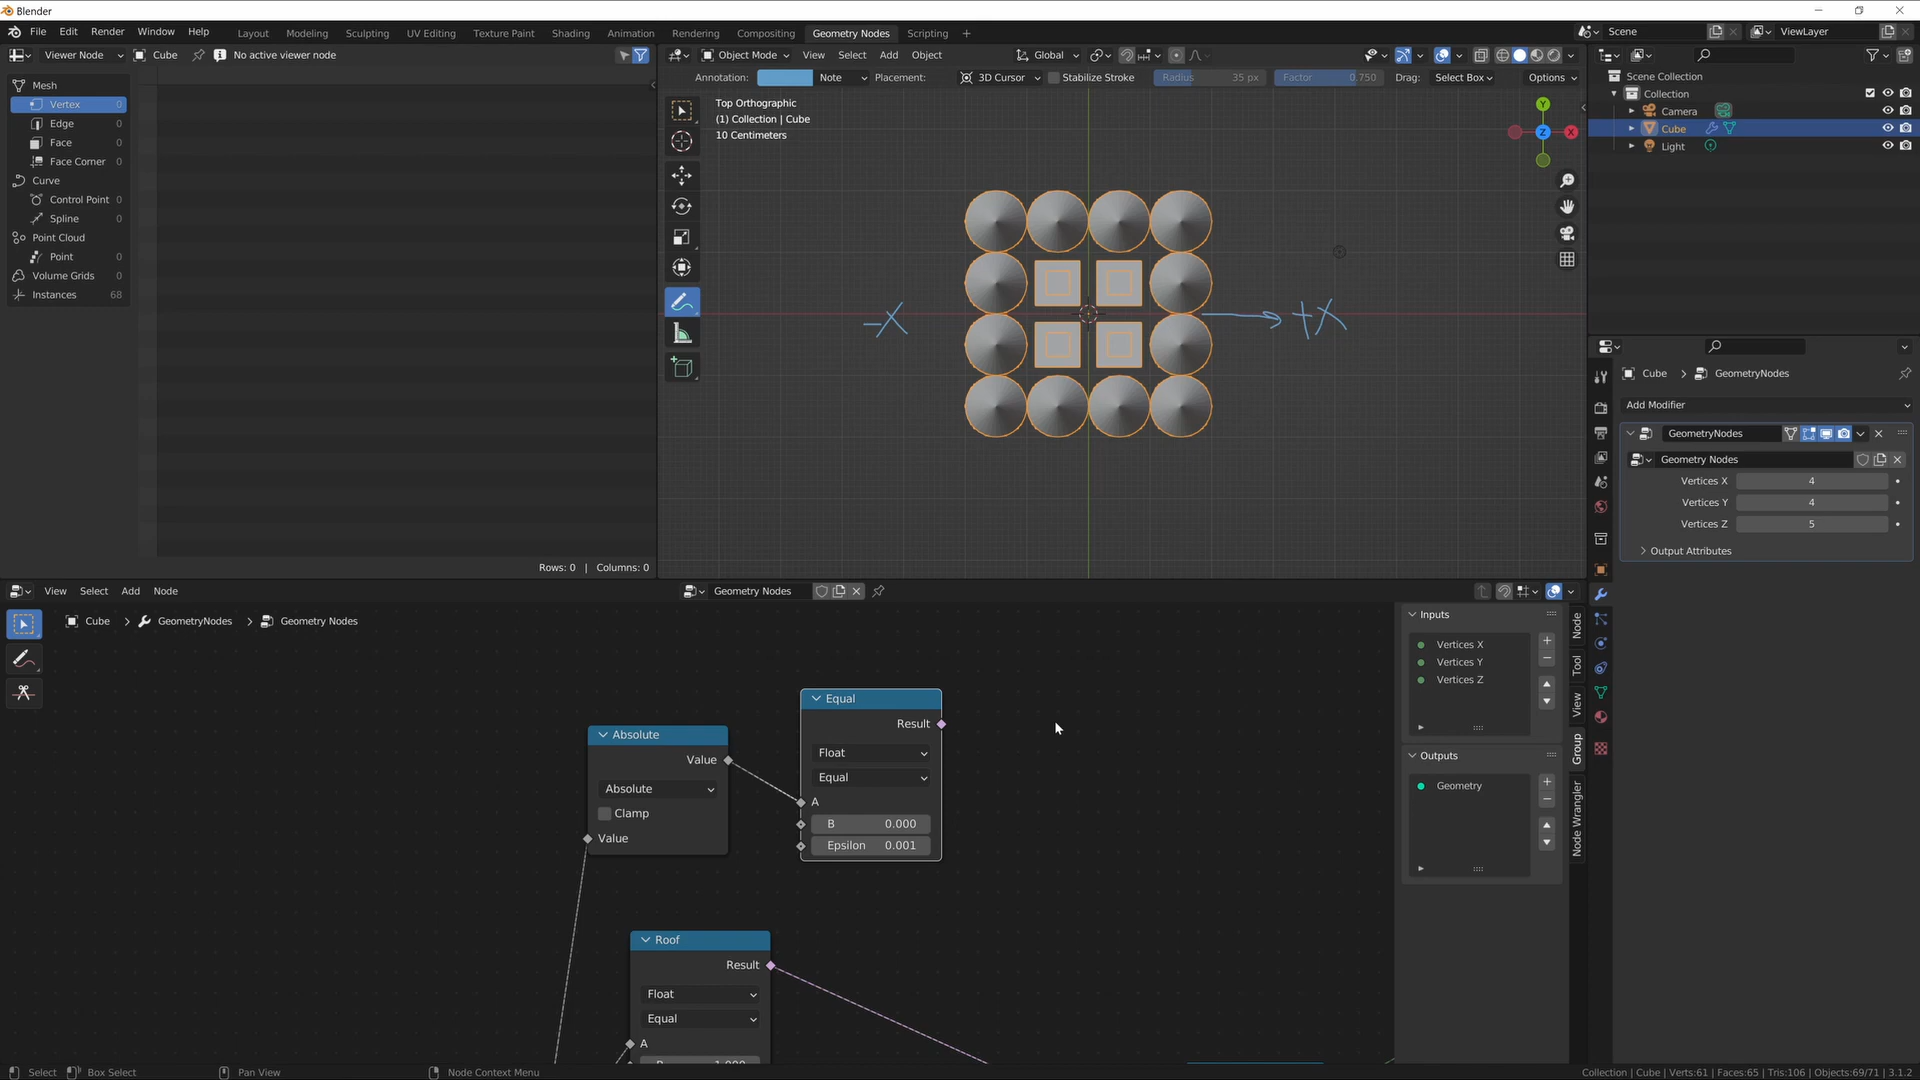 Blender
File Edit Render Window Help Layout Modeling Sculpting UV Editing Texture Paint Shading Animation Rendering Compositing Geometry Nodes Scripting + Scene ViewLayer
Viewer Node Cube No active viewer node Object Mode View Select Add Object Global
Annotation: Note Placement: 3D Cursor Stabilize Stroke Radius 35 px Factor 0.750 Drag: Select Box Options
Mesh
Vertex 0
Edge 0
Face 0
Face Corner 0
Curve
Control Point 0
Spline 0
Point Cloud
Point 0
Volume Grids
Instances 68
Rows: 0 | Columns: 0
Top Orthographic
(1) Collection | Cube
10 Centimeters
Y
Z X
-X
+X
Scene Collection
Collection
Camera
Cube
Light
Cube > GeometryNodes
Add Modifier
GeometryNodes
Geometry Nodes
Vertices X 4
Vertices Y 4
Vertices Z 5
Output Attributes
View Select Add Node Geometry Nodes
Cube > GeometryNodes > Geometry Nodes
Equal
Result
Float
Equal
A
B 0.000
Epsilon 0.001
Absolute
Value
Absolute
Clamp
Value
Roof
Result
Float
Equal
A
Inputs
Vertices X
Vertices Y
Vertices Z
Outputs
Geometry
Node
Tool
View
Group
Node Wrangler
Select Box Select Pan View Node Context Menu Collection | Cube | Verts:61 | Faces:65 | Tris:106 | Objects:69/71 | 3.1.2